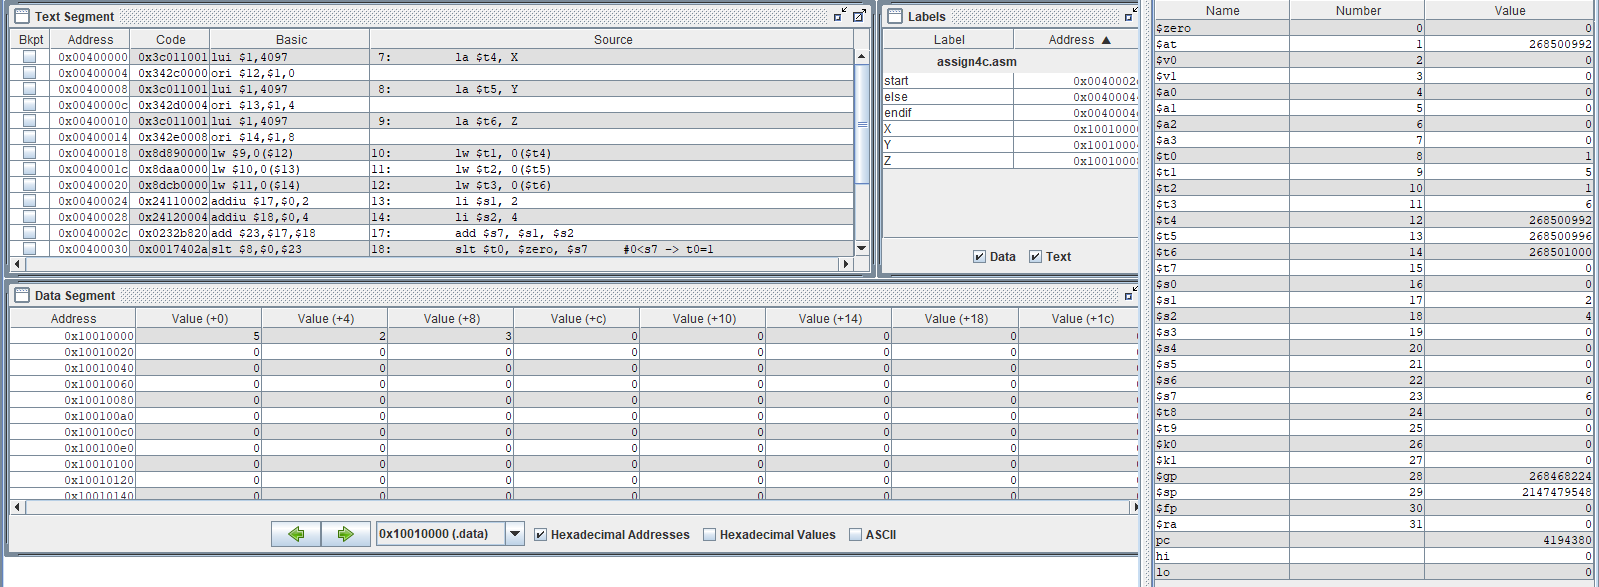 Text Segment
Bkpt Address Code Basic Source
0x00400000 0x3c011001 lui $1,4097 7: la $t4, X
0x00400004 0x342c0000 ori $12,$1,0
0x00400008 0x3c011001 lui $1,4097 8: la $t5, Y
0x0040000c 0x342d0004 ori $13,$1,4
0x00400010 0x3c011001 lui $1,4097 9: la $t6, Z
0x00400014 0x342e0008 ori $14,$1,8
0x00400018 0x8d890000 lw $9,0($12) 10: lw $t1, 0($t4)
0x0040001c 0x8daa0000 lw $10,0($13) 11: lw $t2, 0($t5)
0x00400020 0x8dcb0000 lw $11,0($14) 12: lw $t3, 0($t6)
0x00400024 0x24110002 addiu $17,$0,2 13: li $s1, 2
0x00400028 0x24120004 addiu $18,$0,4 14: li $s2, 4
0x0040002c 0x0232b820 add $23,$17,$18 17: add $s7, $s1, $s2
0x00400030 0x0017402a slt $8,$0,$23 18: slt $t0, $zero, $s7 #0<s7 -> t0=1
Labels
Label Address ▲
assign4c.asm
start 0x0040002
else 0x0040004
endif 0x0040004
X 0x1001000
Y 0x1001000
Z 0x1001000
Data Text
Data Segment
Address Value (+0) Value (+4) Value (+8) Value (+c) Value (+10) Value (+14) Value (+18) Value (+1c)
0x10010000 5 2 3 0 0 0 0
0x10010020 0 0 0 0 0 0 0
0x10010040 0 0 0 0 0 0 0
0x10010060 0 0 0 0 0 0 0
0x10010080 0 0 0 0 0 0 0
0x100100a0 0 0 0 0 0 0 0
0x100100c0 0 0 0 0 0 0 0
0x100100e0 0 0 0 0 0 0 0
0x10010100 0 0 0 0 0 0 0
0x10010120 0 0 0 0 0 0 0
0x10010140 0 0 0 0 0 0 0
0x10010000 (.data) Hexadecimal Addresses Hexadecimal Values ASCII
Name Number Value
$zero 0 0
$at 1 268500992
$v0 2 0
$v1 3 0
$a0 4 0
$a1 5 0
$a2 6 0
$a3 7 0
$t0 8 1
$t1 9 5
$t2 10 1
$t3 11 6
$t4 12 268500992
$t5 13 268500996
$t6 14 268501000
$t7 15 0
$s0 16 0
$s1 17 2
$s2 18 4
$s3 19 0
$s4 20 0
$s5 21 0
$s6 22 0
$s7 23 6
$t8 24 0
$t9 25 0
$k0 26 0
$k1 27 0
$gp 28 268468224
$sp 29 2147479548
$fp 30 0
$ra 31 0
pc 4194380
hi 0
lo 0